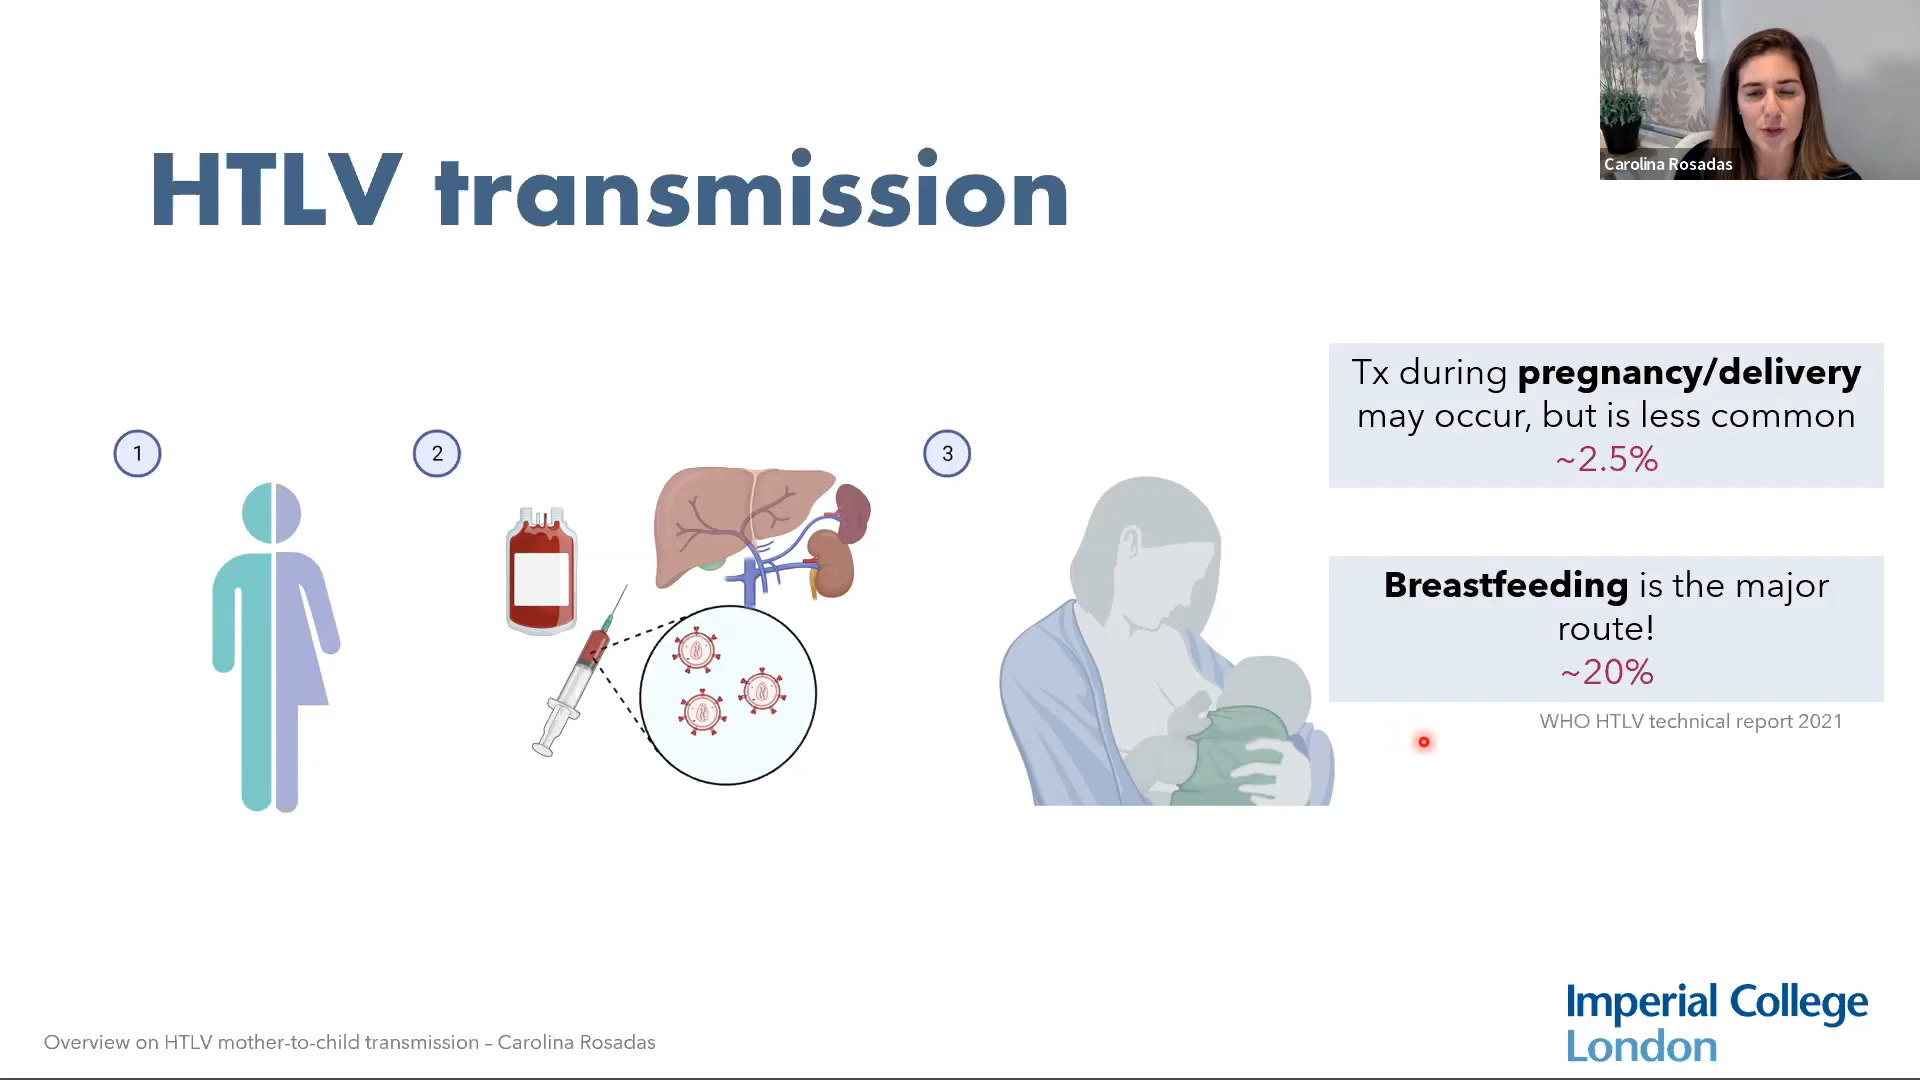 Carolina Rosadas
HTLV transmission
1
2
3
Tx during pregnancy/delivery
may occur, but is less common
~2.5%
Breastfeeding is the major
route!
~20%
WHO HTLV technical report 2021
Overview on HTLV mother-to-child transmission – Carolina Rosadas
Imperial College
London